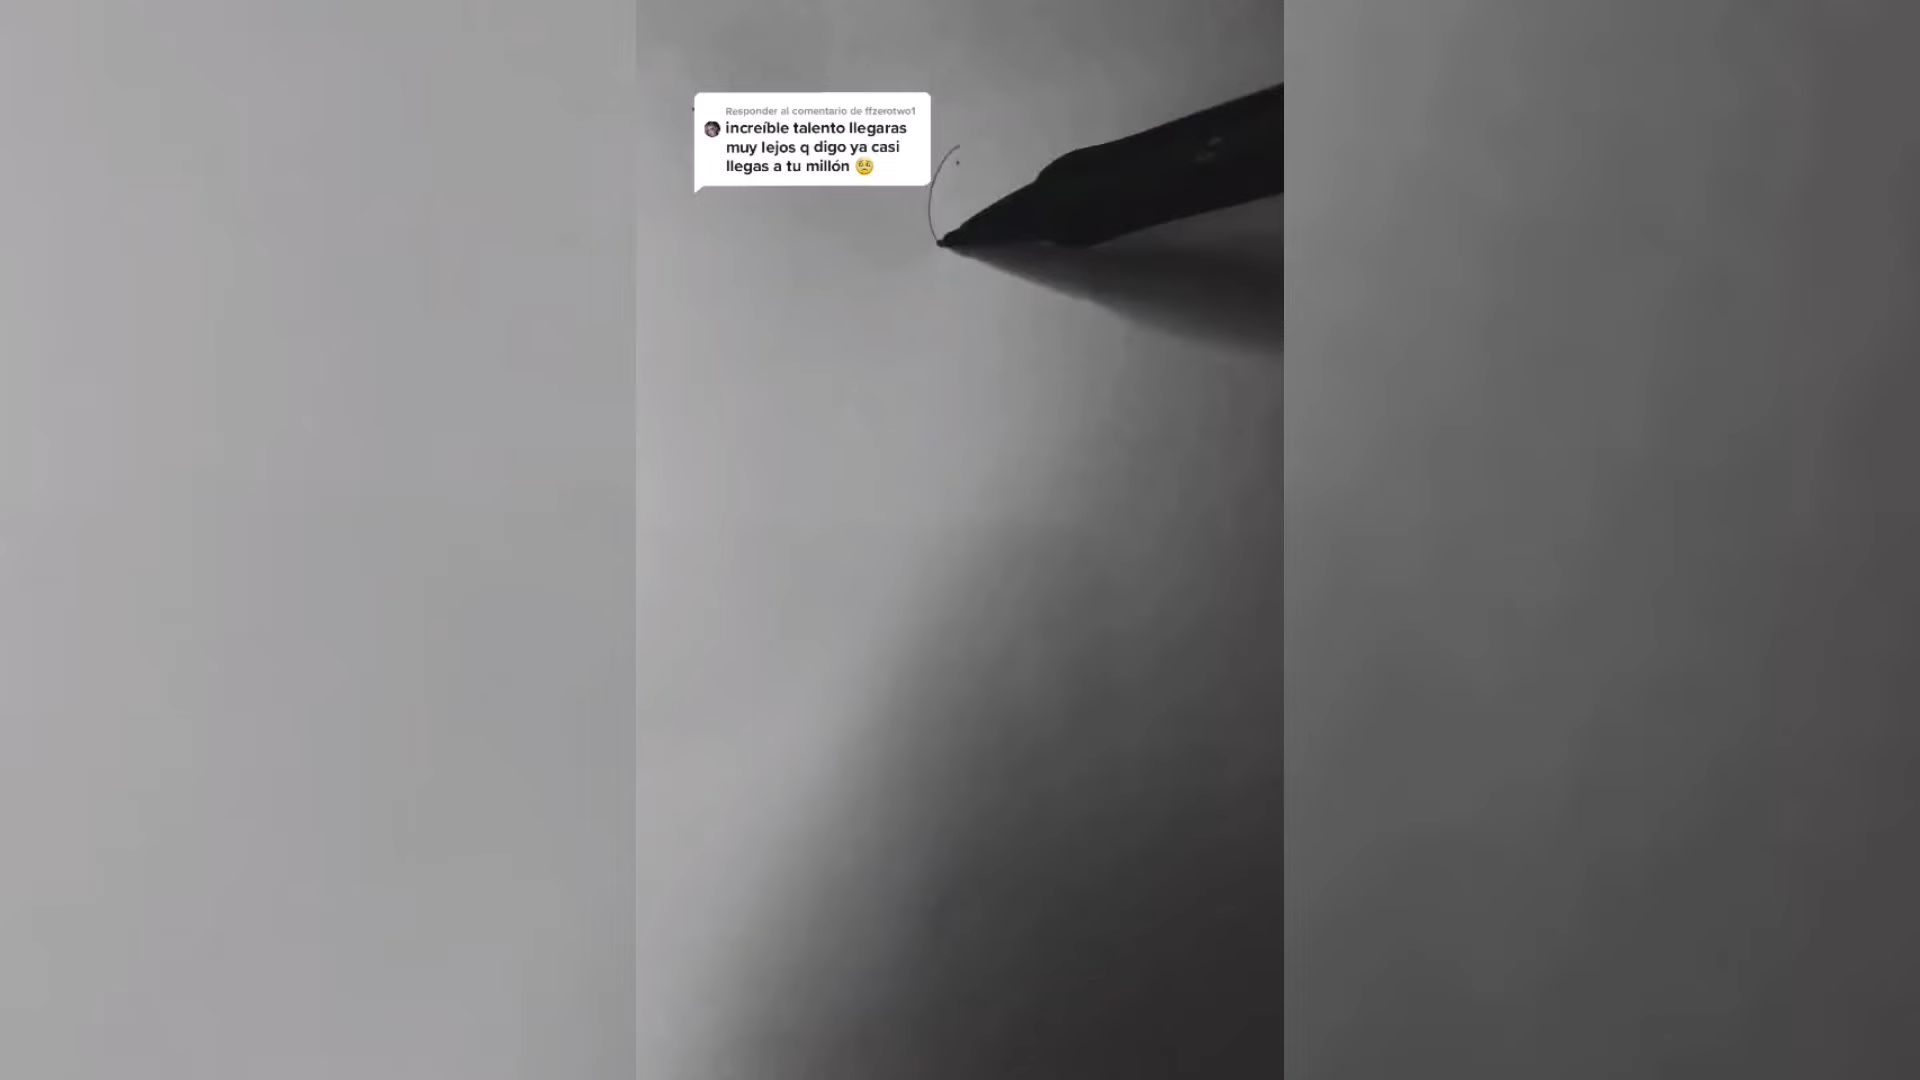 Responder al comentario de ffzerotwo1
increíble talento llegaras
muy lejos q digo ya casi
llegas a tu millón 🥺